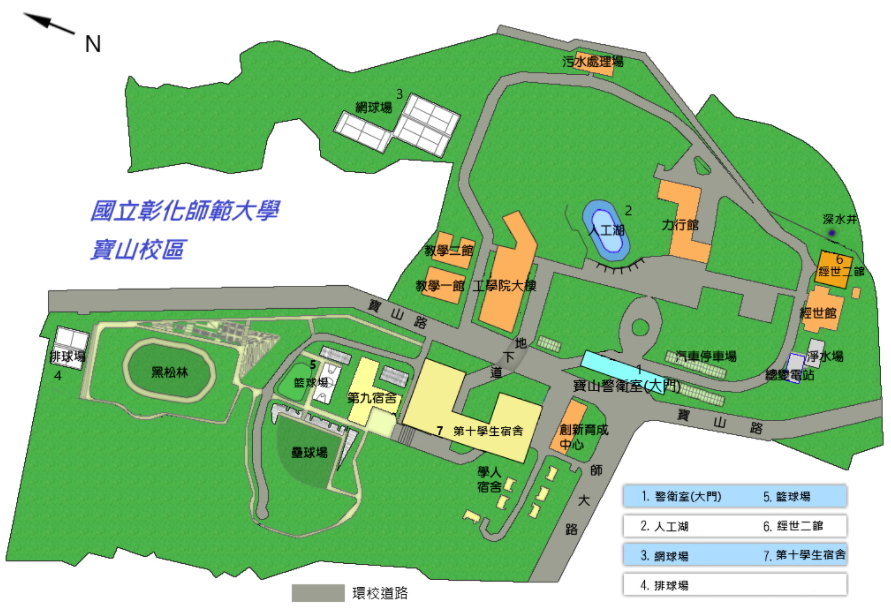 N
污水處理場
3
網球場
國立彰化師範大學
寶山校區
2
人工湖
力行館
深水井
6
經世二館
教學二館
教學一館
工學院大樓
經世館
寶山路
排球場
4
黑松林
地下道
汽車停車場
淨水場
總變電站
1
寶山警衛室(大門)
5
籃球場
第九宿舍
寶山路
7 第十學生宿舍
創新育成
中心
壘球場
學人
宿舍
師大路
1. 警衛室(大門) 5. 籃球場
2. 人工湖 6. 經世二館
3. 網球場 7. 第十學生宿舍
4. 排球場
環校道路